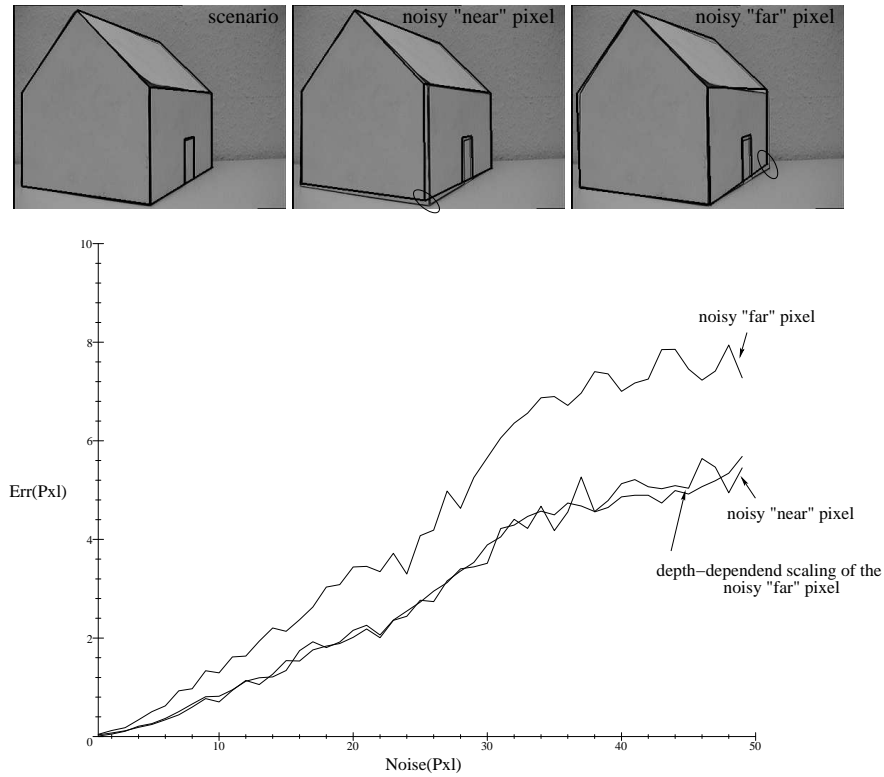 scenario
noisy "near" pixel
noisy "far" pixel
10
8
noisy "far" pixel
6
Err(Pxl)
noisy "near" pixel
4
depth-dependend scaling of the
noisy "far" pixel
2
0
10
20
30
40
50
Noise(Pxl)